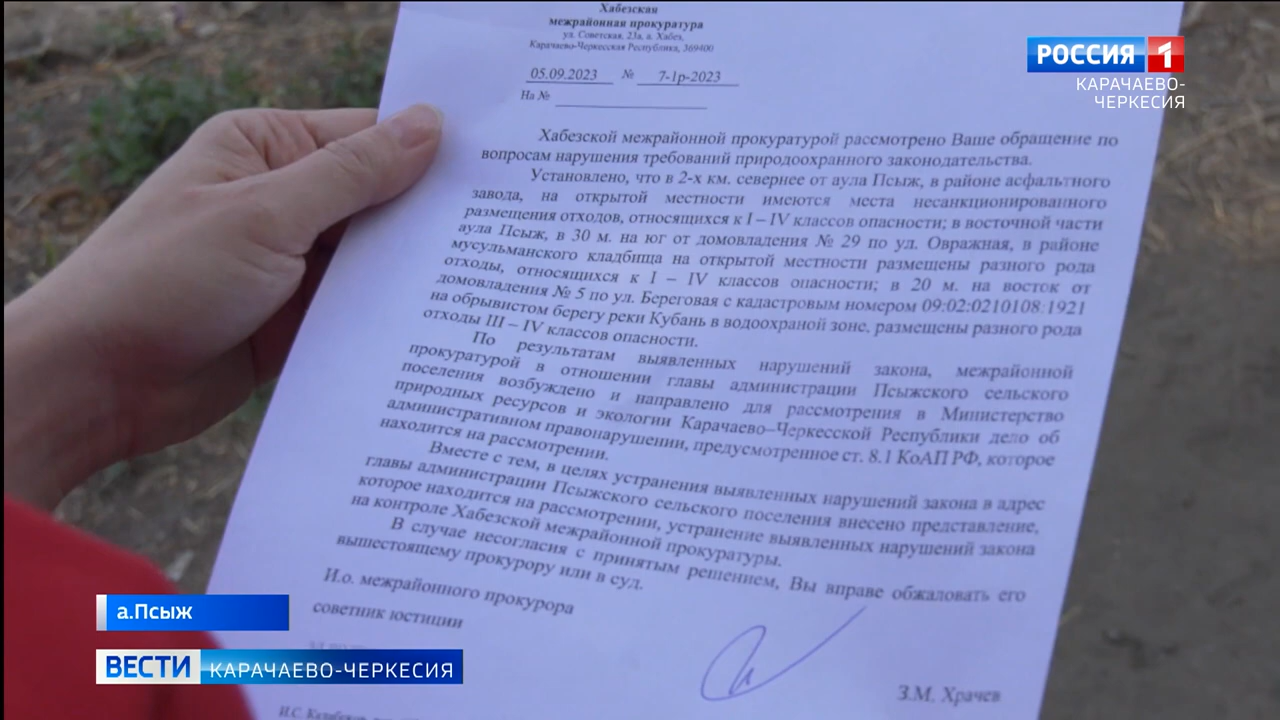 Хабезская
межрайонная прокуратура
ул. Советская, 23а, а. Хабез,
Карачаево-Черкесская Республика, 369400
05.09.2023 № 7-1р-2023
На №
РОССИЯ 1
КАРАЧАЕВО-
ЧЕРКЕСИЯ
Хабезской межрайонной прокуратурой рассмотрено Ваше обращение по
вопросам нарушения требований природоохранного законодательства.
Установлено, что в 2-х км. севернее от аула Псыж, в районе асфальтного
завода, на открытой местности имеются места несанкционированного
размещения отходов, относящихся к I – IV классов опасности; в восточной части
аула Псыж, в 30 м. на юг от домовладения № 29 по ул. Овражная, в районе
мусульманского кладбища на открытой местности размещены разного рода
отходы, относящихся к I – IV классов опасности; в 20 м. на восток от
домовладения № 5 по ул. Береговая с кадастровым номером 09:02:0210108:1921
на обрывистом берегу реки Кубань в водоохраной зоне, размещены разного рода
отходы III – IV классов опасности.
По результатам выявленных нарушений закона, межрайонной
прокуратурой в отношении главы администрации Псыжского сельского
поселения возбуждено и направлено для рассмотрения в Министерство
природных ресурсов и экологии Карачаево–Черкесской Республики дело об
административном правонарушении, предусмотренное ст. 8.1 КоАП РФ, которое
находится на рассмотрении.
Вместе с тем, в целях устранения выявленных нарушений закона в адрес
главы администрации Псыжского сельского поселения внесено представление,
которое находится на рассмотрении, устранение выявленных нарушений закона
на контроле Хабезской межрайонной прокуратуры.
В случае несогласия с принятым решением, Вы вправе обжаловать его
вышестоящему прокурору или в суд.
И.о. межрайонного прокурора
советник юстиции
З.М. Храчев
И.С.
а.Псыж
ВЕСТИ КАРАЧАЕВО-ЧЕРКЕСИЯ